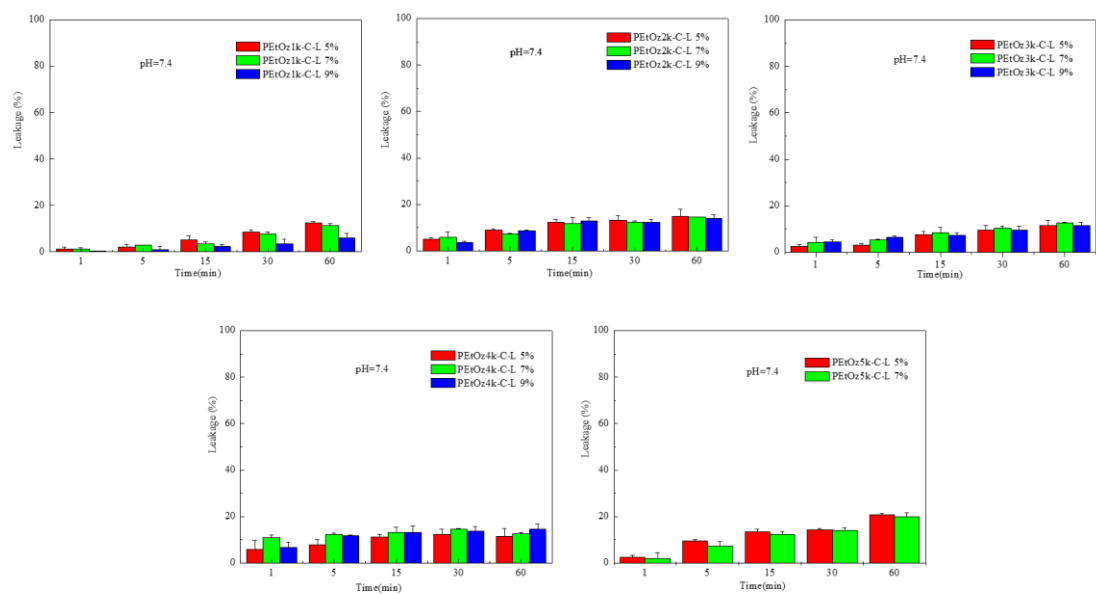 100
80
60
40
20
0
Leakage (%)
pH=7.4
PEtOz1k-C-L 5%
PEtOz1k-C-L 7%
PEtOz1k-C-L 9%
1 5 15 30 60
Time(min)
100
80
60
40
20
0
Leakage (%)
pH=7.4
PEtOz2k-C-L 5%
PEtOz2k-C-L 7%
PEtOz2k-C-L 9%
1 5 15 30 60
Time(min)
100
80
60
40
20
0
Leakage (%)
pH=7.4
PEtOz3k-C-L 5%
PEtOz3k-C-L 7%
PEtOz3k-C-L 9%
1 5 15 30 60
Time(min)
100
80
60
40
20
0
Leakage (%)
pH=7.4
PEtOz4k-C-L 5%
PEtOz4k-C-L 7%
PEtOz4k-C-L 9%
1 5 15 30 60
Time(min)
100
80
60
40
20
0
Leakage (%)
pH=7.4
PEtOz5k-C-L 5%
PEtOz5k-C-L 7%
1 5 15 30 60
Time(min)